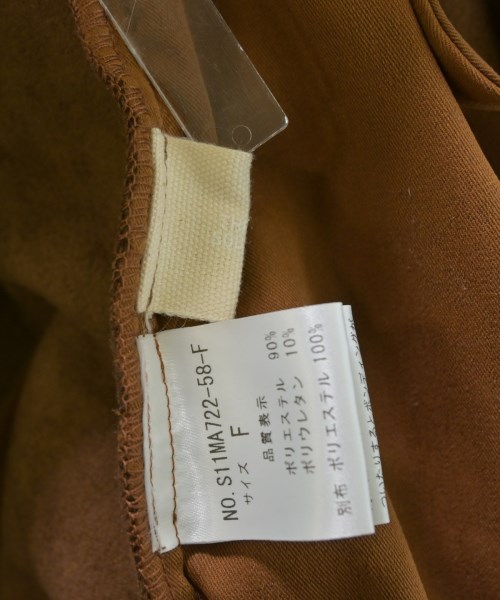 NO. S11MA722-58-F
サイズ F
品質表示
ポリエステル 90%
ポリウレタン 10%
別布 ポリエステル 100%